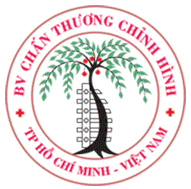 BV CHẤN THƯƠNG CHỈNH HÌNH
TP HỒ CHÍ MINH - VIỆT NAM